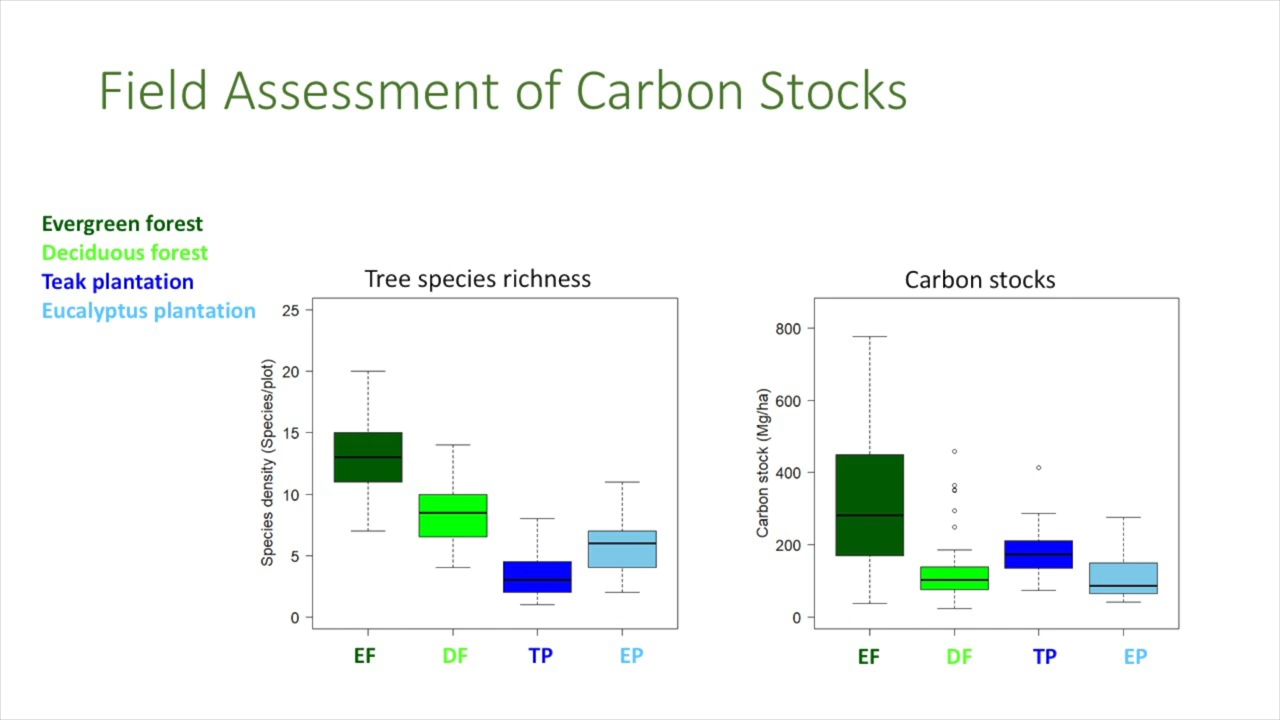 Field Assessment of Carbon Stocks
Evergreen forest
Deciduous forest
Teak plantation
Eucalyptus plantation
Tree species richness
Species density (Species/plot)
25
20
15
10
5
0
EF DF TP EP
Carbon stocks
Carbon stock (Mg/ha)
800
600
400
200
0
EF DF TP EP